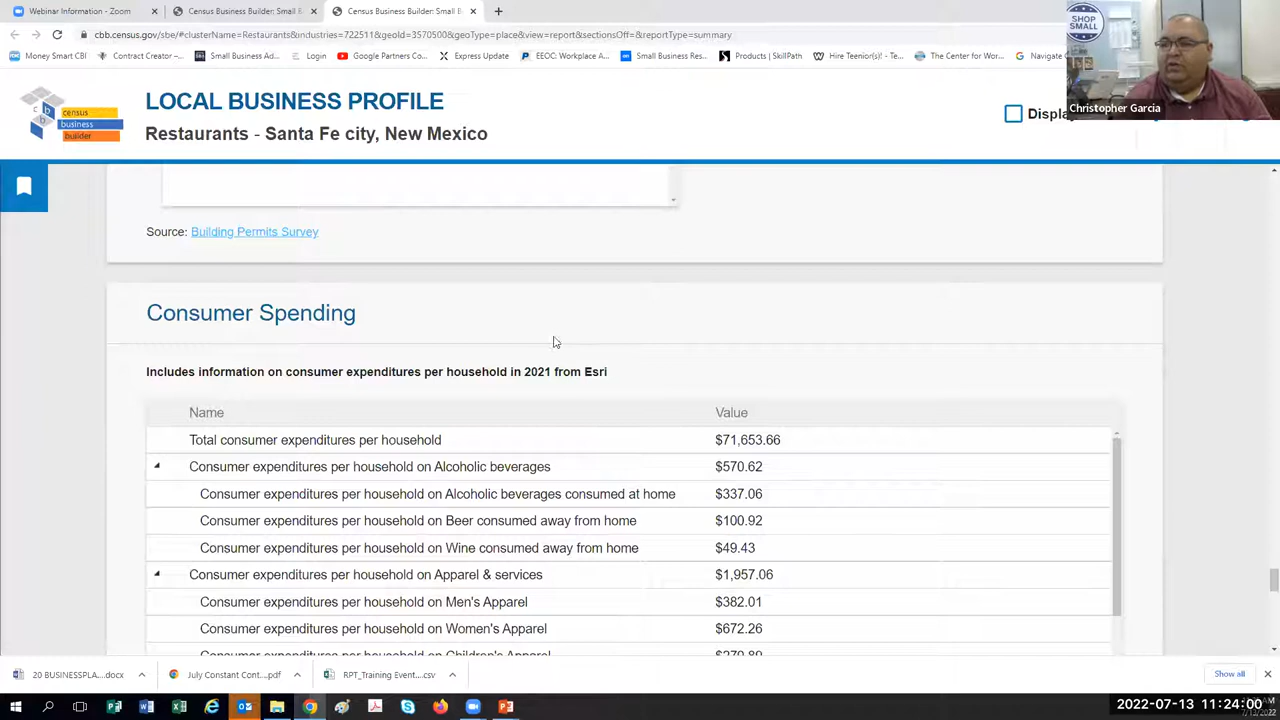 Webinar Information - Zoom
Census Business Builder: Small B
Census Business Builder: Small B
cbb.census.gov/sbe/#clusterName=Restaurants&industries=722511&geoId=3570500&geoType=place&view=report&sectionsOff=&reportType=summary
Money Smart CBI
Contract Creator –...
Small Business Ad...
Login
Google Partners Co...
Express Update
EEOC: Workplace A...
Small Business Res...
Products | SkillPath
Hire Teenior(s)! - Te...
The Center for Wor...
Navigate
SHOP
SMALL
Christopher Garcia
census
business
builder
LOCAL BUSINESS PROFILE
Restaurants - Santa Fe city, New Mexico
Source: Building Permits Survey
Consumer Spending
Includes information on consumer expenditures per household in 2021 from Esri
Name Value
Total consumer expenditures per household $71,653.66
Consumer expenditures per household on Alcoholic beverages $570.62
Consumer expenditures per household on Alcoholic beverages consumed at home $337.06
Consumer expenditures per household on Beer consumed away from home $100.92
Consumer expenditures per household on Wine consumed away from home $49.43
Consumer expenditures per household on Apparel & services $1,957.06
Consumer expenditures per household on Men's Apparel $382.01
Consumer expenditures per household on Women's Apparel $672.26
Consumer expenditures per household on Children's Apparel $279.89
20 BUSINESSPLA....docx
July Constant Cont....pdf
RPT_Training Event....csv
Show all
2022-07-13 11:24:00